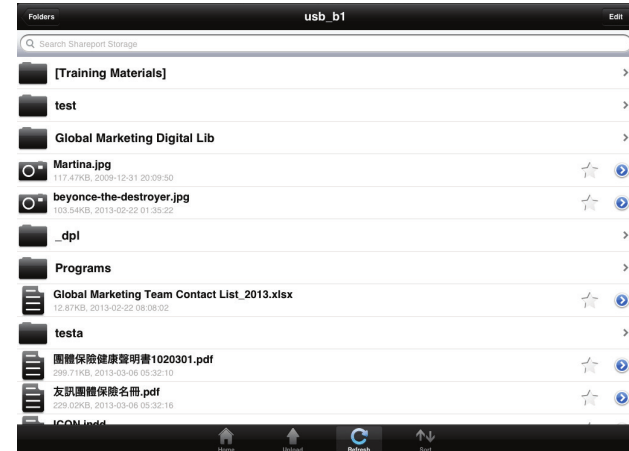 Folders
usb_b1
Edit
Search Shareport Storage
[Training Materials]
test
Global Marketing Digital Lib
Martina.jpg
117.47KB, 2009-12-31 20:09:50
beyonce-the-destroyer.jpg
103.54KB, 2013-02-22 01:35:22
_dpl
Programs
Global Marketing Team Contact List_2013.xlsx
12.87KB, 2013-02-22 08:08:02
testa
團體保險健康聲明書1020301.pdf
299.71KB, 2013-03-06 05:32:10
友訊團體保險名冊.pdf
229.02KB, 2013-03-06 05:32:16
ICON.indd
Home
Upload
Refresh
Sort